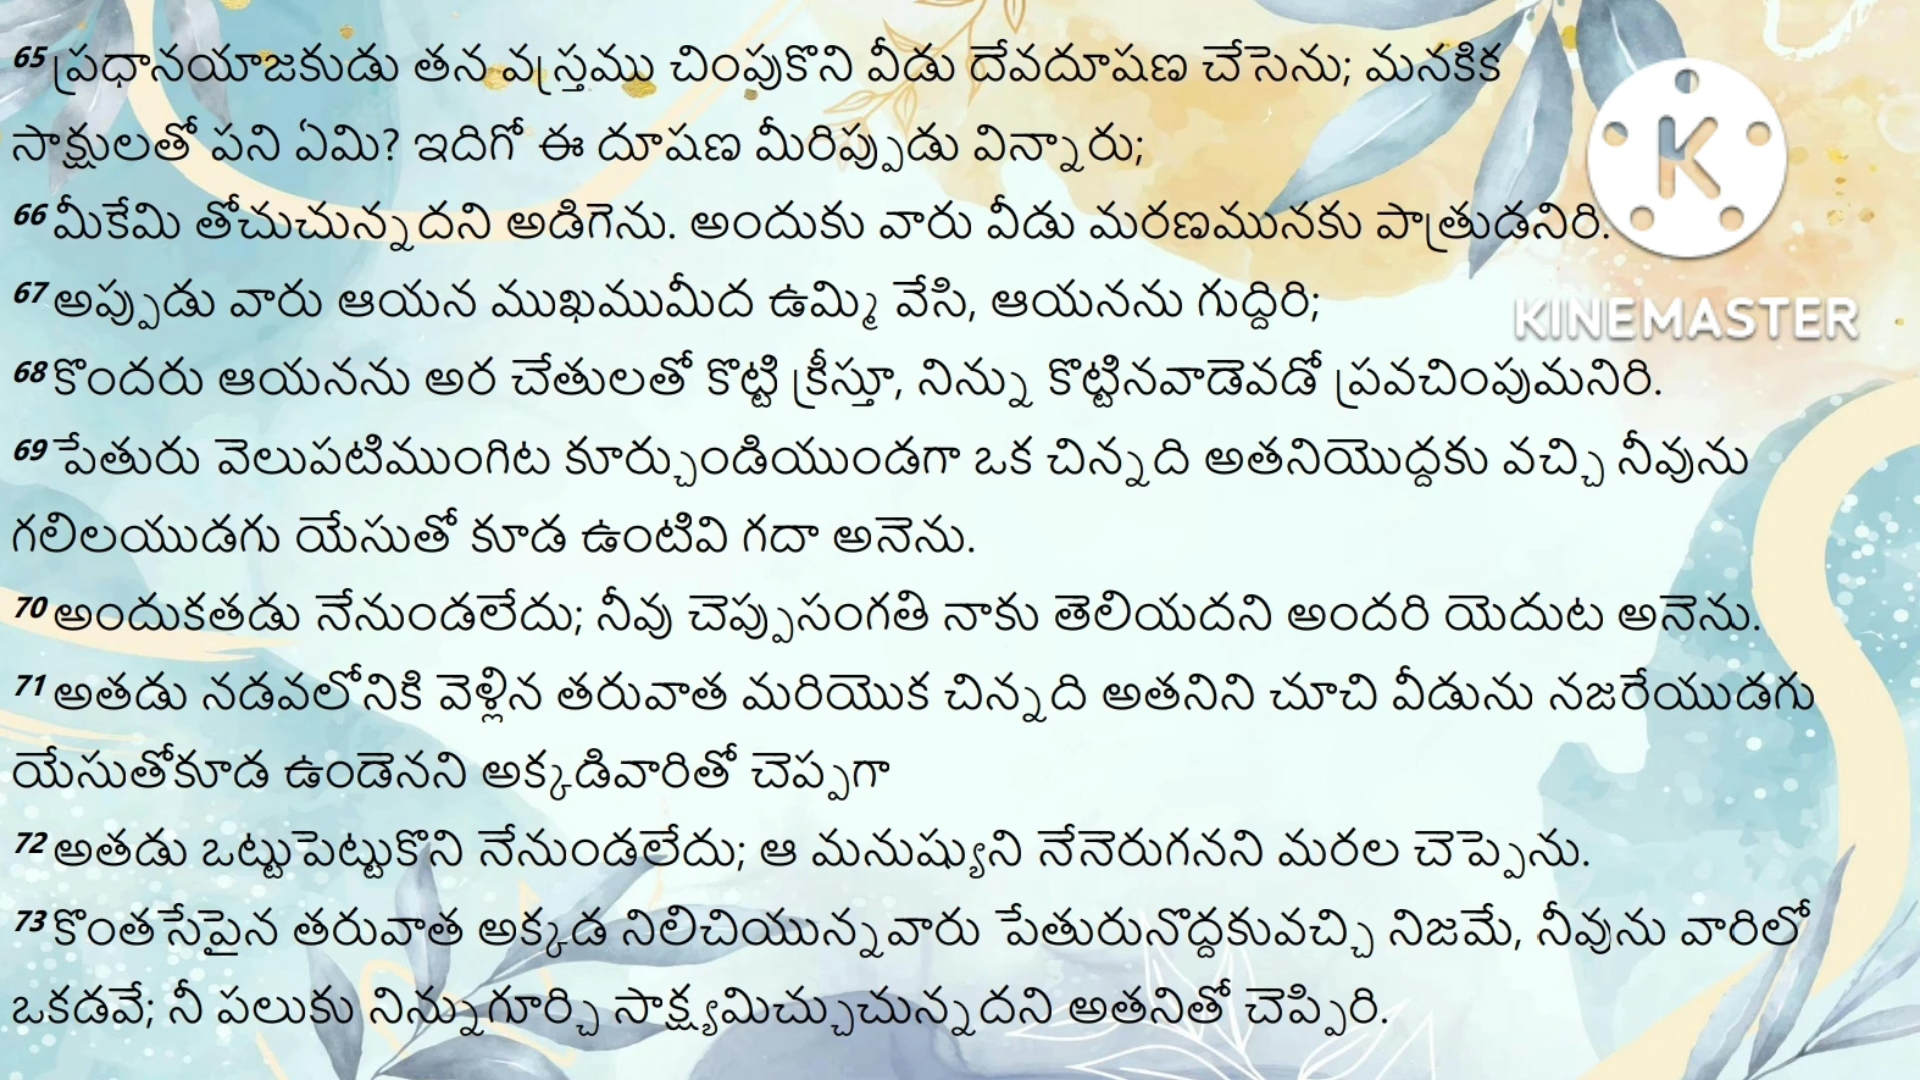 65 ప్రధానయాజకుడు తన వస్త్రము చింపుకొని వీడు దేవదూషణ చేసెను; మనకిక
సాక్షులతో పని ఏమి? ఇదిగో ఈ దూషణ మీరిప్పుడు విన్నారు;
66 మీకేమి తోచుచున్నదని అడిగెను. అందుకు వారు వీడు మరణమునకు పాత్రుడనిరి.
67 అప్పుడు వారు ఆయన ముఖముమీద ఉమ్మి వేసి, ఆయనను గుద్దిరి;
68 కొందరు ఆయనను అర చేతులతో కొట్టి క్రీస్తూ, నిన్ను కొట్టినవాడెవడో ప్రవచింపుమనిరి.
69 పేతురు వెలుపటిముంగిట కూర్చుండియుండగా ఒక చిన్నది అతనియొద్దకు వచ్చి నీవును
గలిలయుడగు యేసుతో కూడ ఉంటివి గదా అనెను.
70 అందుకతడు నేనుండలేదు; నీవు చెప్పుసంగతి నాకు తెలియదని అందరి యెదుట అనెను.
71 అతడు నడవలోనికి వెళ్లిన తరువాత మరియొక చిన్నది అతనిని చూచి వీడును నజరేయుడగు
యేసుతోకూడ ఉండెనని అక్కడివారితో చెప్పగా
72 అతడు ఒట్టుపెట్టుకొని నేనుండలేదు; ఆ మనుష్యుని నేనెరుగనని మరల చెప్పెను.
73 కొంతసేపైన తరువాత అక్కడ నిలిచియున్నవారు పేతురునొద్దకువచ్చి నిజమే, నీవును వారిలో
ఒకడవే; నీ పలుకు నిన్నుగూర్చి సాక్ష్యమిచ్చుచున్నదని అతనితో చెప్పిరి.
K
KINEMASTER